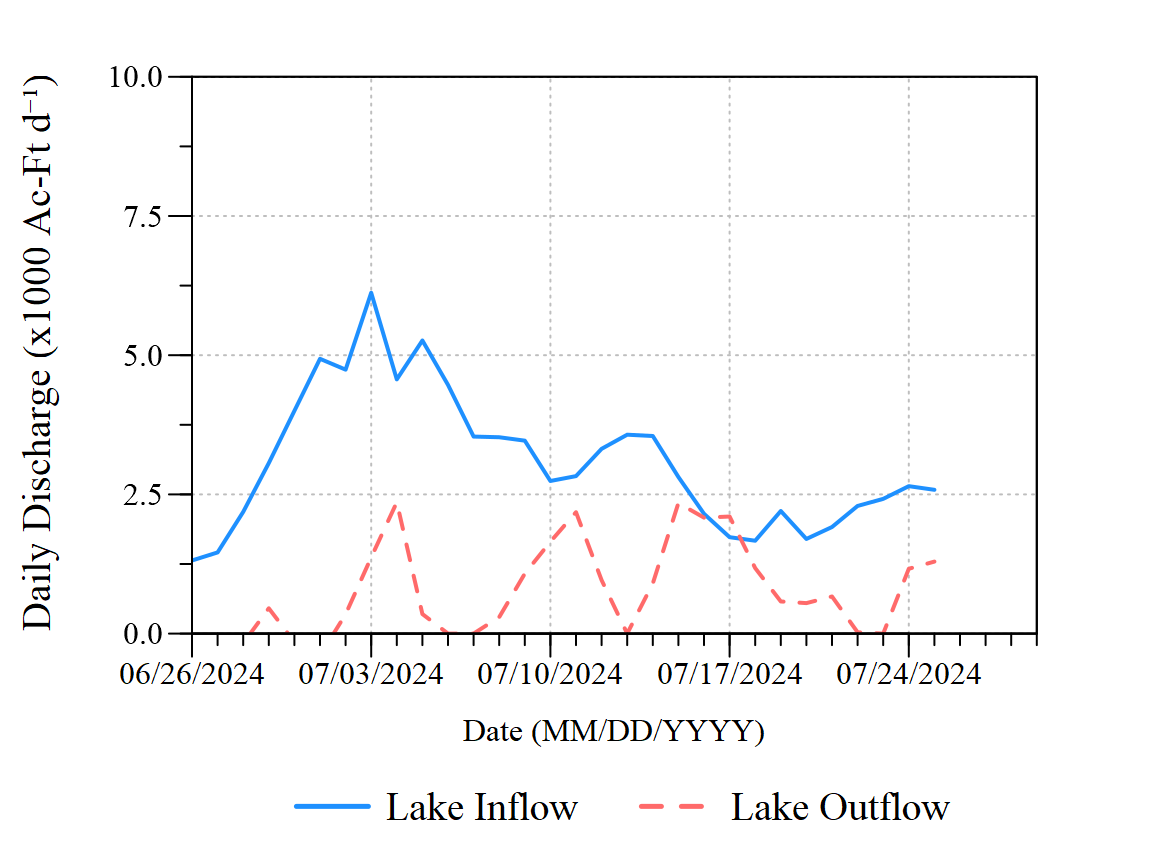 Daily Discharge (x1000 Ac-Ft d⁻¹)
10.0
7.5
5.0
2.5
0.0
06/26/2024 07/03/2024 07/10/2024 07/17/2024 07/24/2024
Date (MM/DD/YYYY)
Lake Inflow Lake Outflow